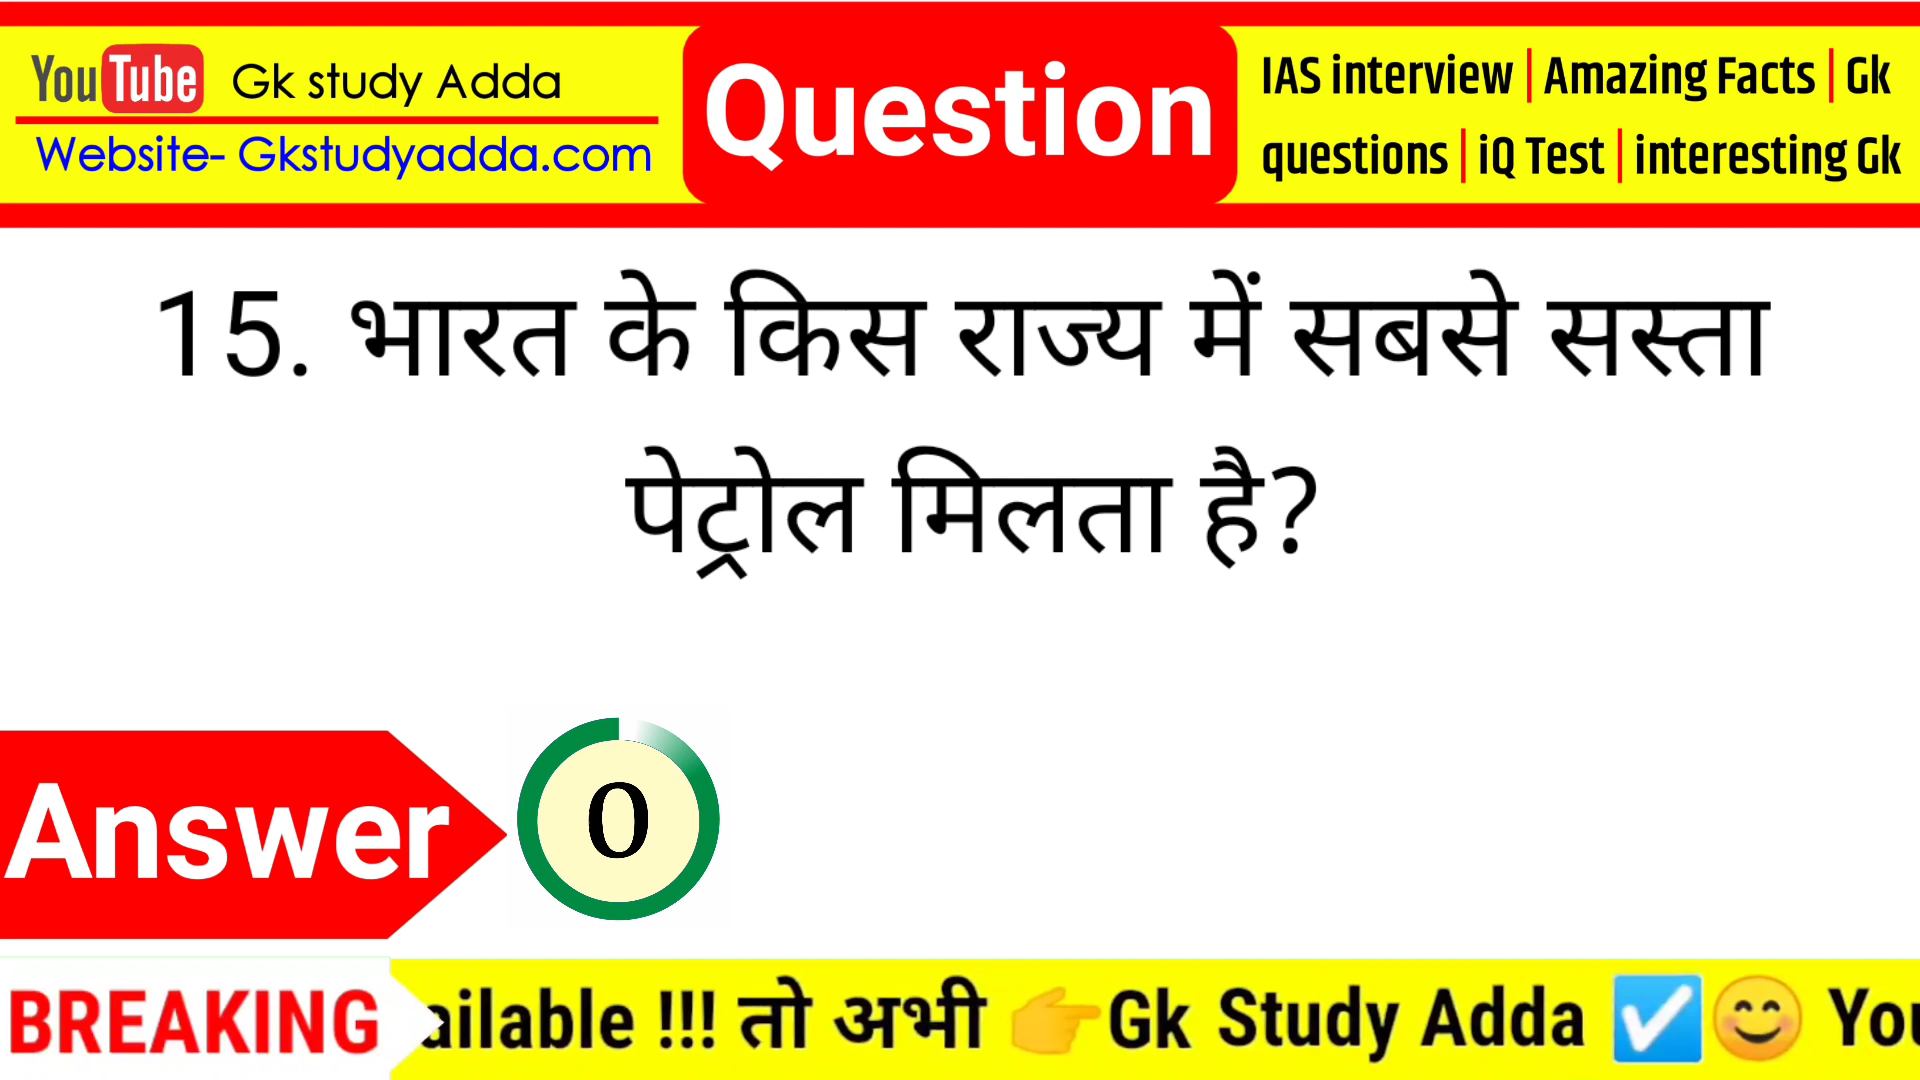 YouTube Gk study Adda
Website- Gkstudyadda.com
Question
IAS interview | Amazing Facts | Gk
questions | iQ Test | interesting Gk
15. भारत के किस राज्य में सबसे सस्ता
पेट्रोल मिलता है?
Answer
0
BREAKING
ailable !!! तो अभी 👉Gk Study Adda ☑️😊 You